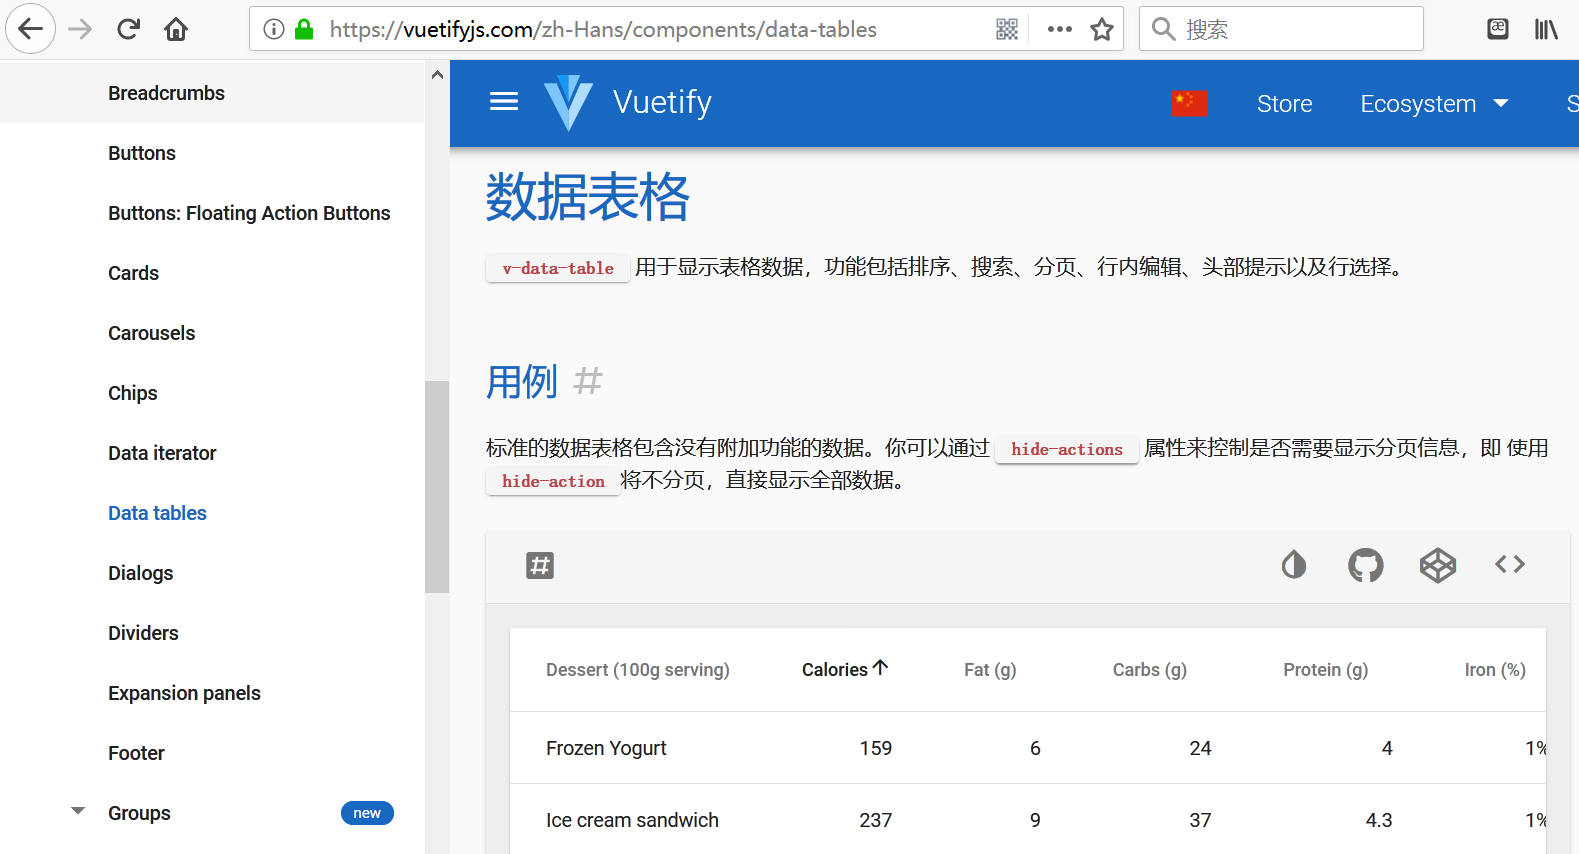 https://vuetifyjs.com/zh-Hans/components/data-tables
搜索
Breadcrumbs
Buttons
Buttons: Floating Action Buttons
Cards
Carousels
Chips
Data iterator
Data tables
Dialogs
Dividers
Expansion panels
Footer
Groups new
Vuetify Store Ecosystem S
数据表格
v-data-table 用于显示表格数据，功能包括排序、搜索、分页、行内编辑、头部提示以及行选择。
用例 #
标准的数据表格包含没有附加功能的数据。你可以通过 hide-actions 属性来控制是否需要显示分页信息，即 使用
hide-action 将不分页，直接显示全部数据。
Dessert (100g serving) Calories Fat (g) Carbs (g) Protein (g) Iron (%)
Frozen Yogurt 159 6 24 4 1%
Ice cream sandwich 237 9 37 4.3 1%